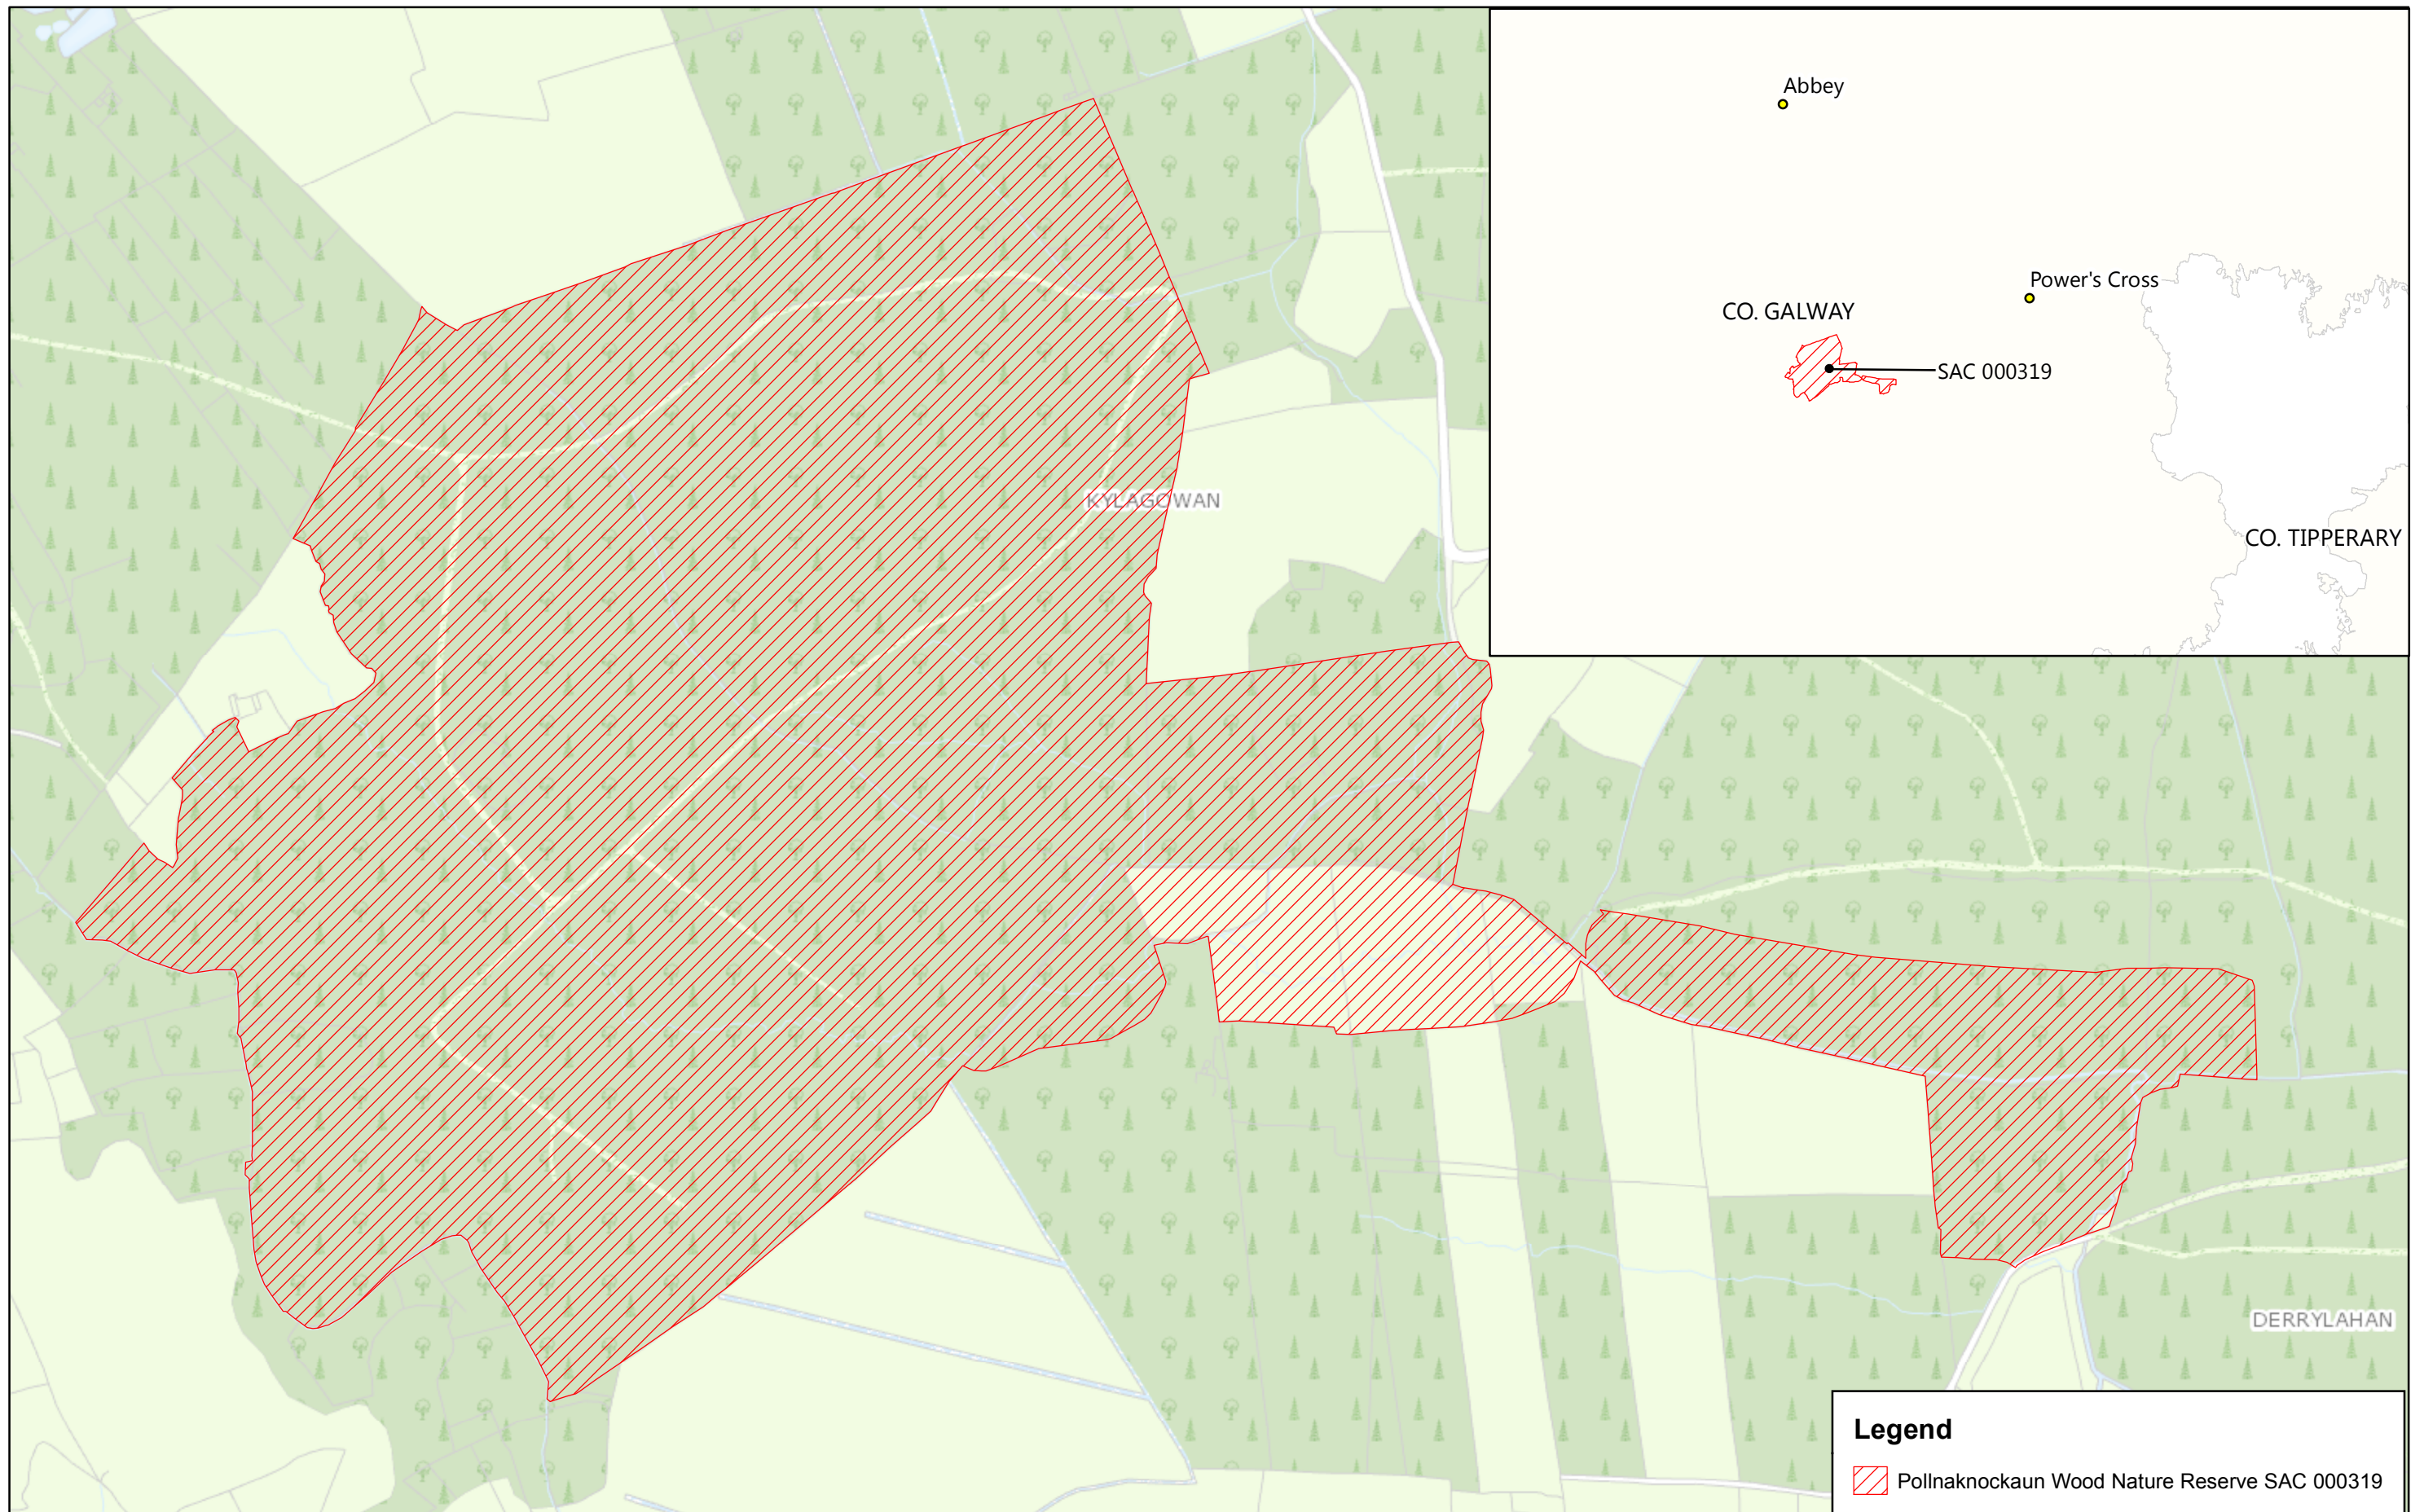 Abbey
Power's Cross
CO. GALWAY
SAC 000319
KYLAGOWAN
CO. TIPPERARY
DERRYLAHAN
Legend
Pollnaknockaun Wood Nature Reserve SAC 000319